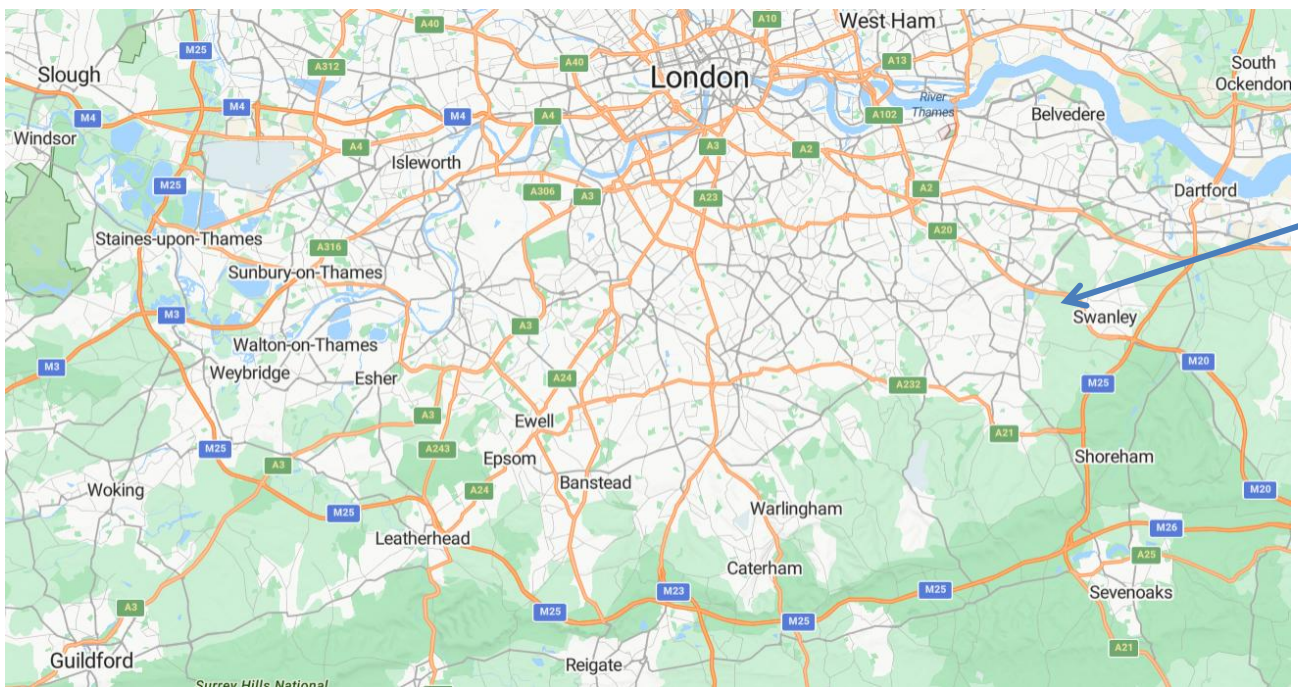 A10
West Ham
A40
M25
A40
A13
A312
Slough
London
South
Ockendon
River
Thames
M4
M4
M4
A4
A102
Belvedere
Windsor
A4
A3
A2
Isleworth
M25
A306
A3
A23
A2
Dartford
Staines-upon-Thames
A20
A316
Sunbury-on-Thames
M3
Swanley
A3
Walton-on-Thames
M3
Weybridge
Esher
A24
M20
M25
A232
A3
Ewell
A21
M25
A243
A3
Epsom
Shoreham
Woking
A24
Banstead
M20
M25
Warlingham
Leatherhead
M26
A25
Caterham
M25
M23
Sevenoaks
A3
M25
M25
A21
Guildford
Reigate
Surrey Hills National